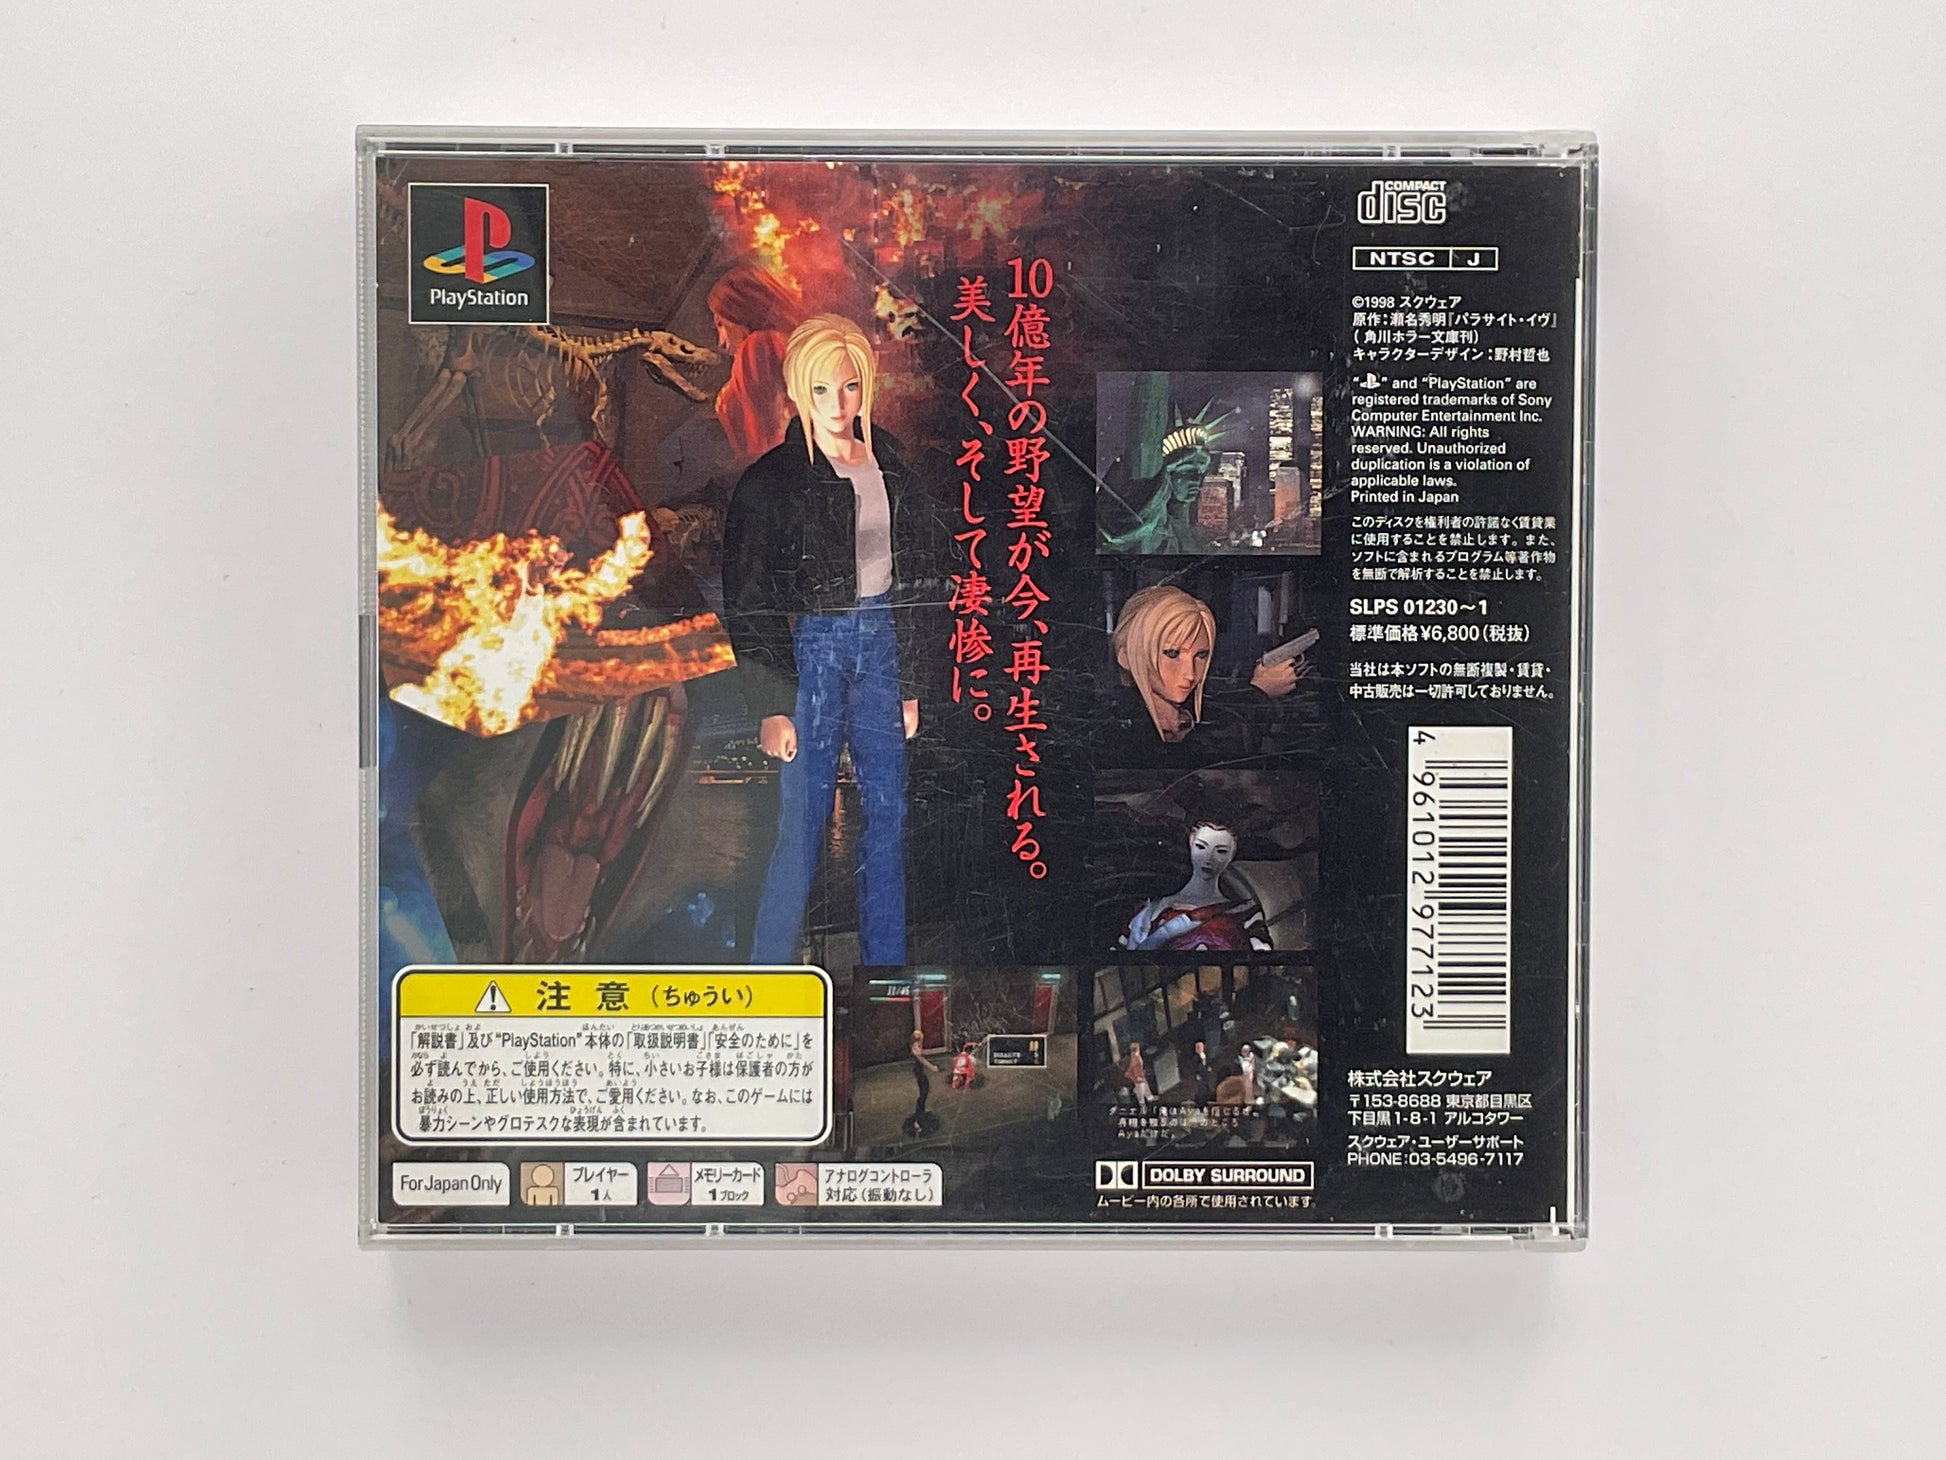 PlayStation
10億年の野望が今、再生される。
美しく、そして凄惨に。
COMPACT
disc
NTSC J
©1998 スクウェア
原作：瀬名秀明『パラサイト・イヴ』
（角川ホラー文庫刊）
キャラクターデザイン：野村哲也
“ ” and “PlayStation” are
registered trademarks of Sony
Computer Entertainment Inc.
WARNING: All rights
reserved. Unauthorized
duplication is a violation of
applicable laws.
Printed in Japan
このディスクを権利者の許諾なく賃貸業
に使用することを禁止します。また、
ソフトに含まれるプログラム等著作物
を無断で解析することを禁止します。
SLPS 01230～1
標準価格¥6,800（税抜）
当社は本ソフトの無断複製・賃貸・
中古販売は一切許可しておりません。
4 961012 977123
株式会社スクウェア
〒153-8688 東京都目黒区
下目黒1-8-1 アルコタワー
スクウェア・ユーザーサポート
PHONE:03-5496-7117
注意（ちゅうい）
「解説書」及び“PlayStation”本体の「取扱説明書」「安全のために」を
必ず読んでから、ご使用ください。特に、小さいお子様は保護者の方が
お読みの上、正しい使用方法で、ご愛用ください。なお、このゲームには
暴力シーンやグロテスクな表現が含まれています。
For Japan Only
プレイヤー
1人
メモリーカード
1ブロック
アナログコントローラ
対応（振動なし）
DOLBY SURROUND
ムービー内の各所で使用されています。